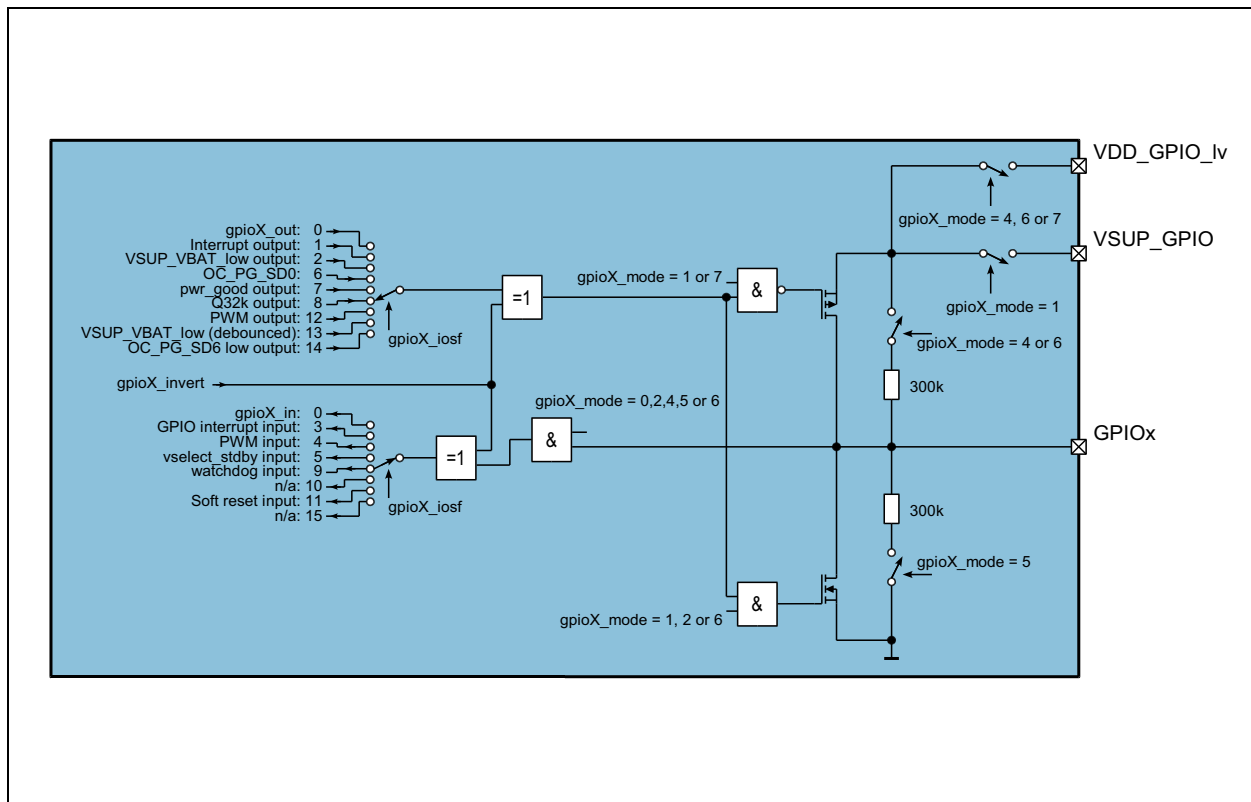 VDD_GPIO_lv
gpioX_mode = 4, 6 or 7
VSUP_GPIO
gpioX_mode = 1
gpioX_out: 0
Interrupt output: 1
VSUP_VBAT_low output: 2
OC_PG_SD0: 6
pwr_good output: 7
Q32k output: 8
PWM output: 12
VSUP_VBAT_low (debounced): 13
OC_PG_SD6 low output: 14
gpioX_iosf
=1
gpioX_mode = 1 or 7
&
gpioX_mode = 4 or 6
300k
gpioX_invert
gpioX_in: 0
GPIO interrupt input: 3
PWM input: 4
vselect_stdby input: 5
watchdog input: 9
n/a: 10
Soft reset input: 11
n/a: 15
gpioX_iosf
=1
gpioX_mode = 0,2,4,5 or 6
&
GPIOx
300k
gpioX_mode = 5
&
gpioX_mode = 1, 2 or 6